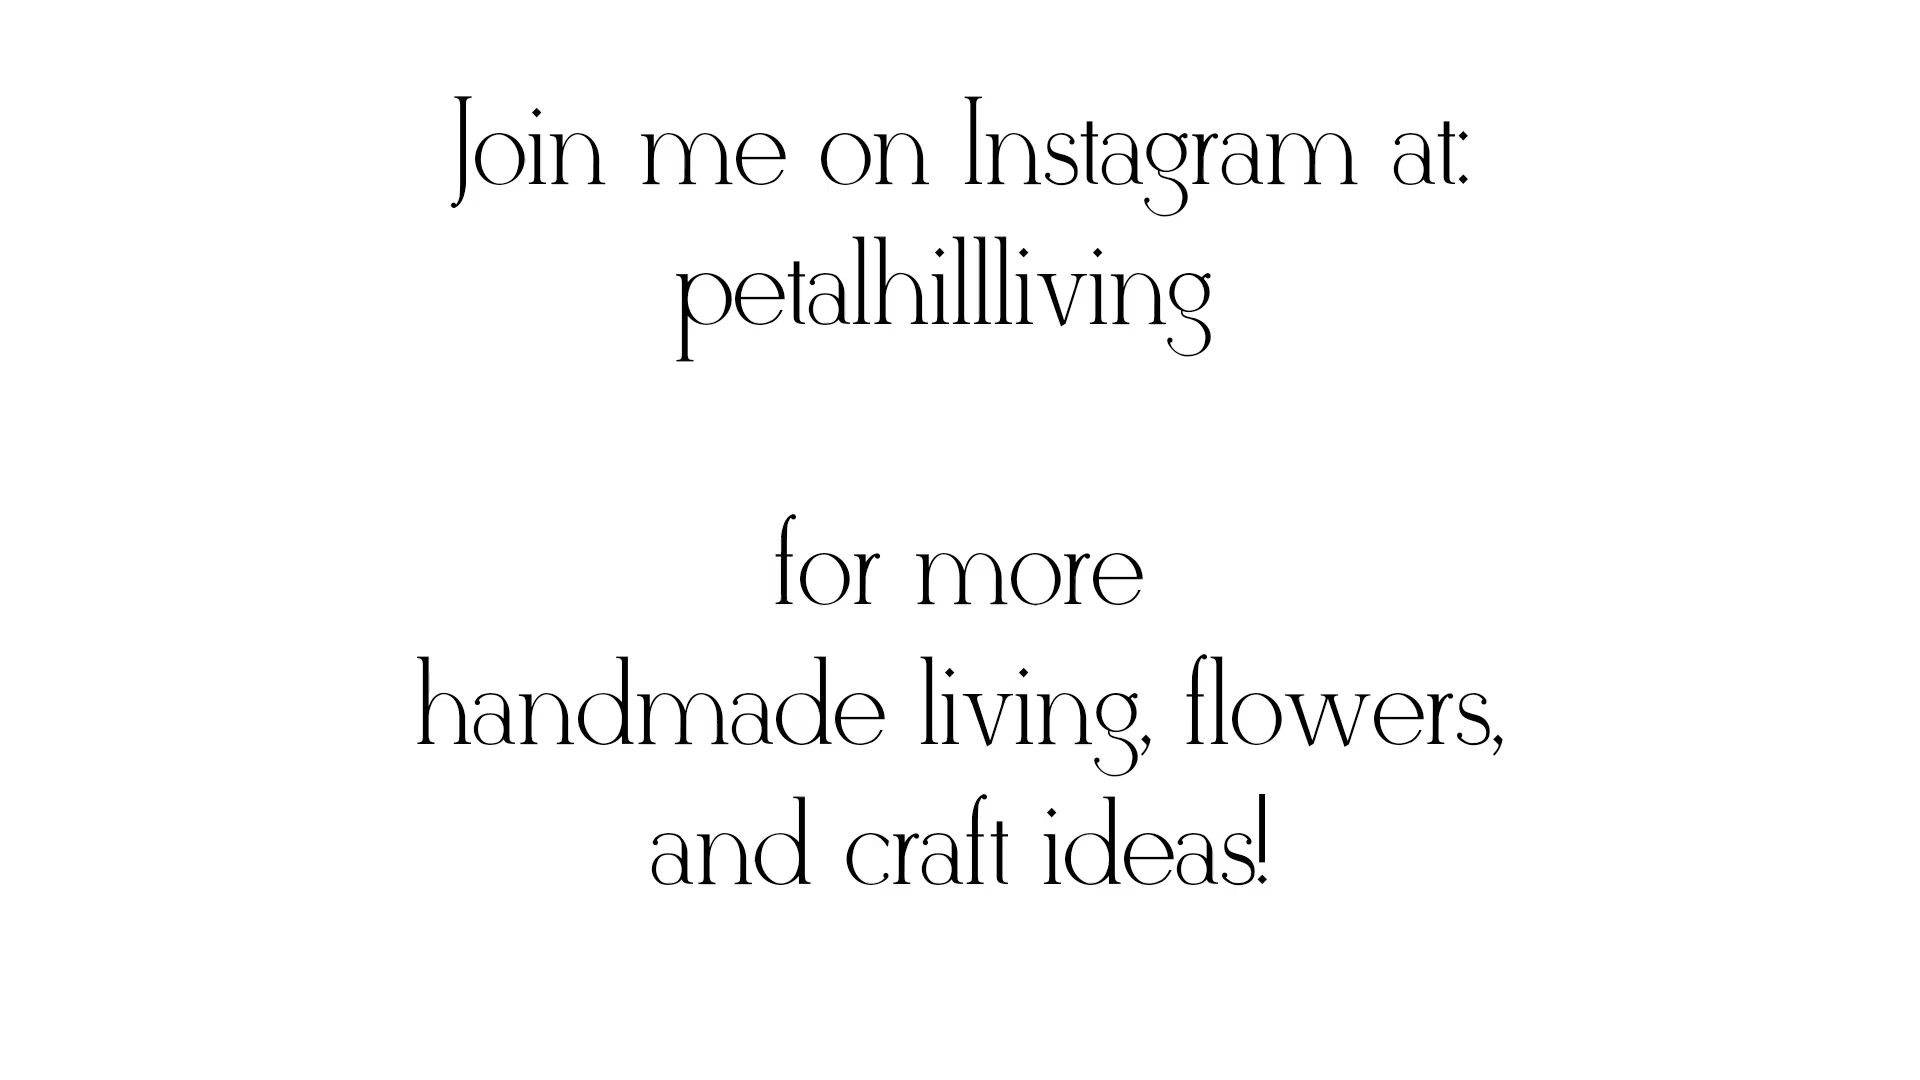 Join me on Instagram at:
petalhillliving
for more
handmade living, flowers,
and craft ideas!